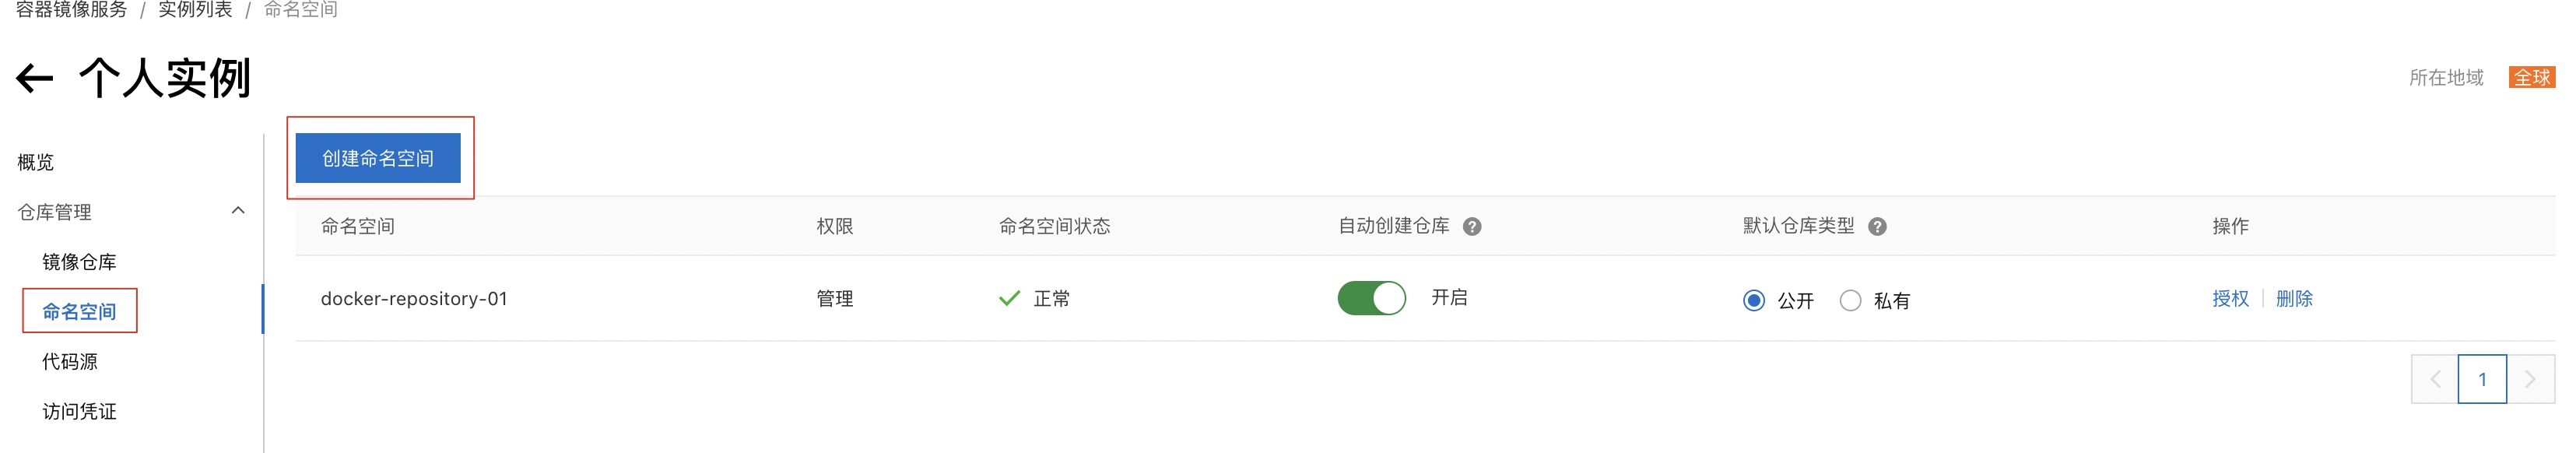 容器镜像服务 / 实例列表 / 命名空间
← 个人实例
所在地域 全球
概览
仓库管理
镜像仓库
命名空间
代码源
访问凭证
创建命名空间
命名空间 权限 命名空间状态 自动创建仓库 ? 默认仓库类型 ? 操作
docker-repository-01 管理 正常 开启 公开 私有 授权 | 删除
< 1 >